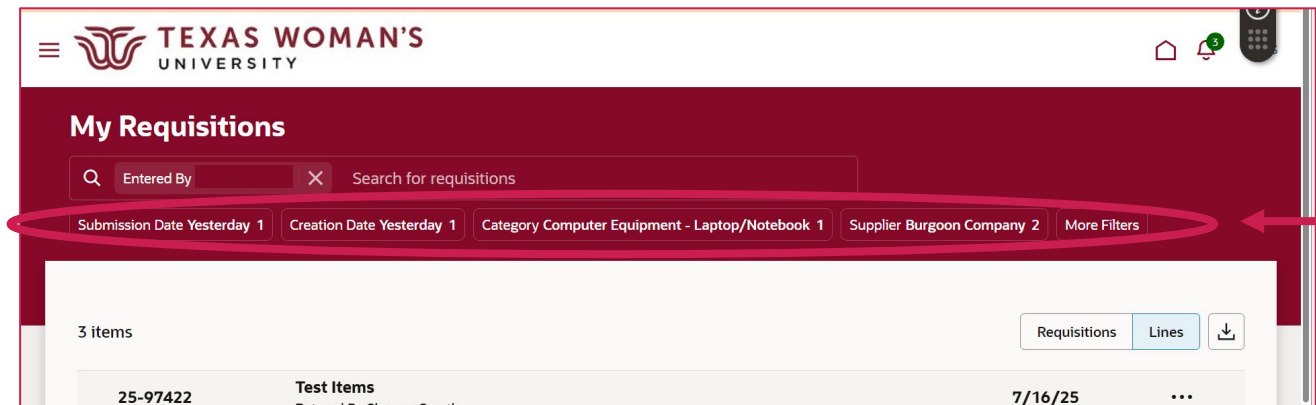 TEXAS WOMAN'S
UNIVERSITY
3
My Requisitions
Entered By Search for requisitions
Submission Date Yesterday 1 Creation Date Yesterday 1 Category Computer Equipment - Laptop/Notebook 1 Supplier Burgoon Company 2 More Filters
3 items Requisitions Lines
Test Items
25-97422 7/16/25 ...